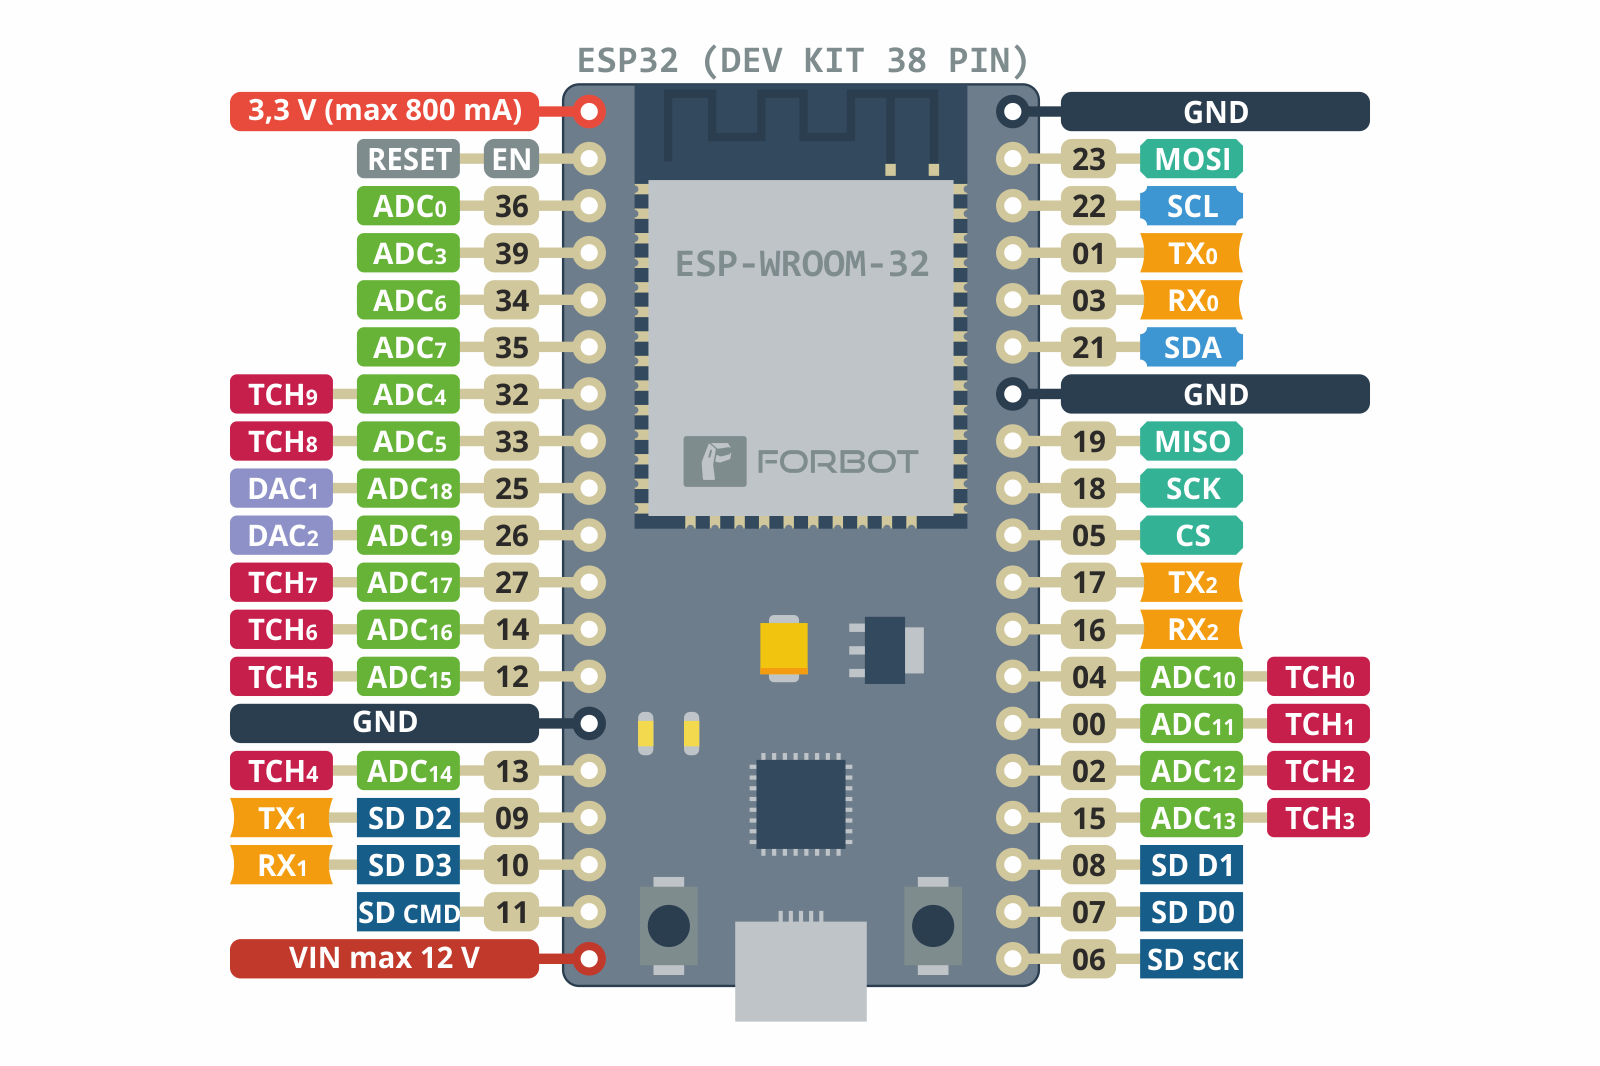 ESP32 (DEV KIT 38 PIN)
3,3 V (max 800 mA) GND
RESET EN 23 MOSI
ADC0 36 22 SCL
ADC3 39 01 TX0
ADC6 34 03 RX0
ADC7 35 21 SDA
TCH9 ADC4 32 GND
TCH8 ADC5 33 19 MISO
DAC1 ADC18 25 18 SCK
DAC2 ADC19 26 05 CS
TCH7 ADC17 27 17 TX2
TCH6 ADC16 14 16 RX2
TCH5 ADC15 12 04 ADC10 TCH0
GND 00 ADC11 TCH1
TCH4 ADC14 13 02 ADC12 TCH2
TX1 SD D2 09 15 ADC13 TCH3
RX1 SD D3 10 08 SD D1
SD CMD 11 07 SD D0
VIN max 12 V 06 SD SCK
ESP-WROOM-32
FORBOT